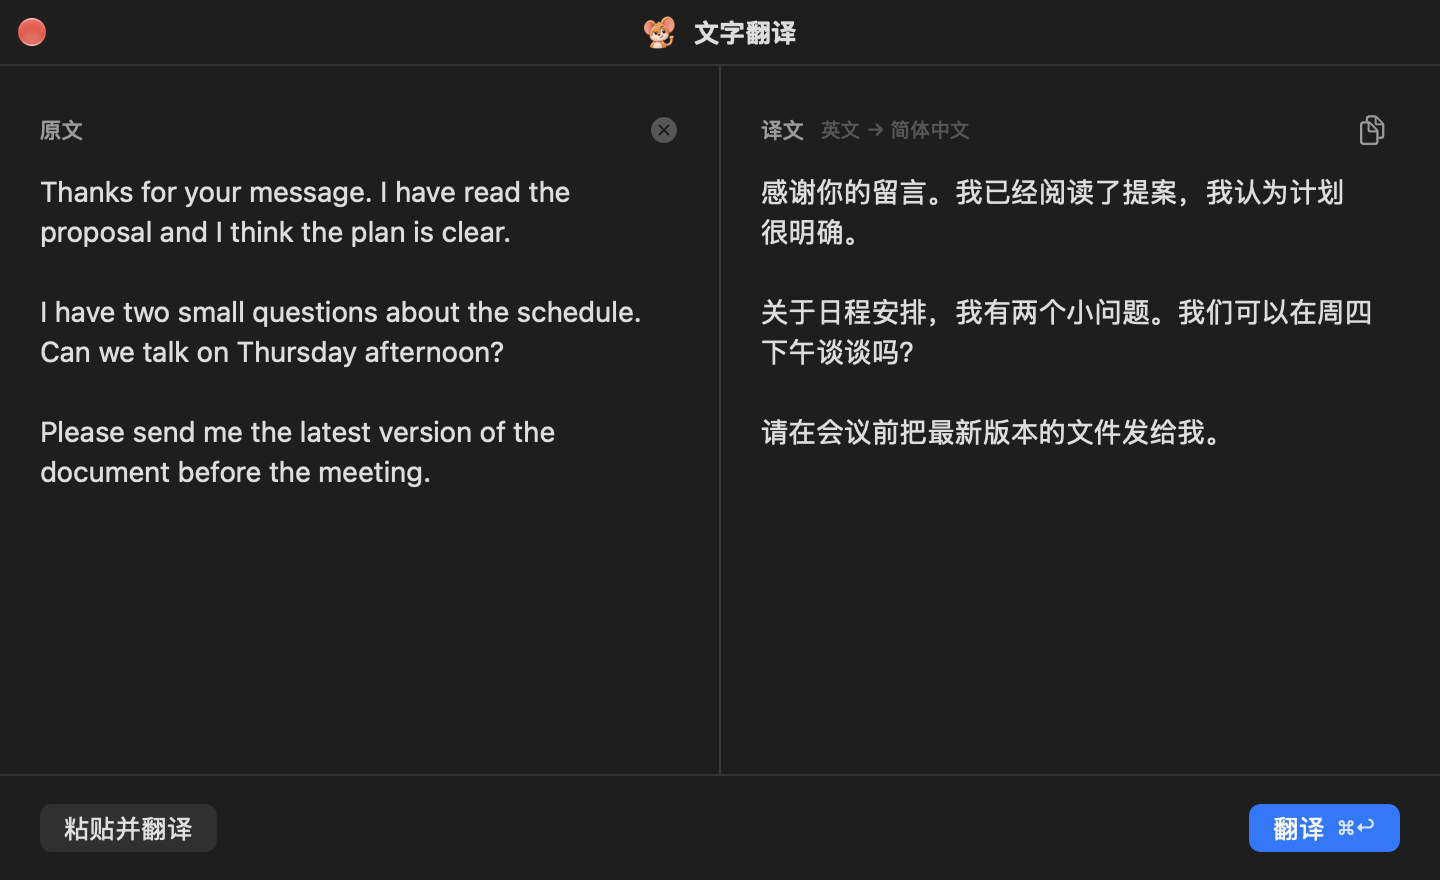 文字翻译
原文
Thanks for your message. I have read the
proposal and I think the plan is clear.
I have two small questions about the schedule.
Can we talk on Thursday afternoon?
Please send me the latest version of the
document before the meeting.
译文 英文 → 简体中文
感谢你的留言。我已经阅读了提案，我认为计划
很明确。
关于日程安排，我有两个小问题。我们可以在周四
下午谈谈吗？
请在会议前把最新版本的文件发给我。
粘贴并翻译
翻译 ⌘↩